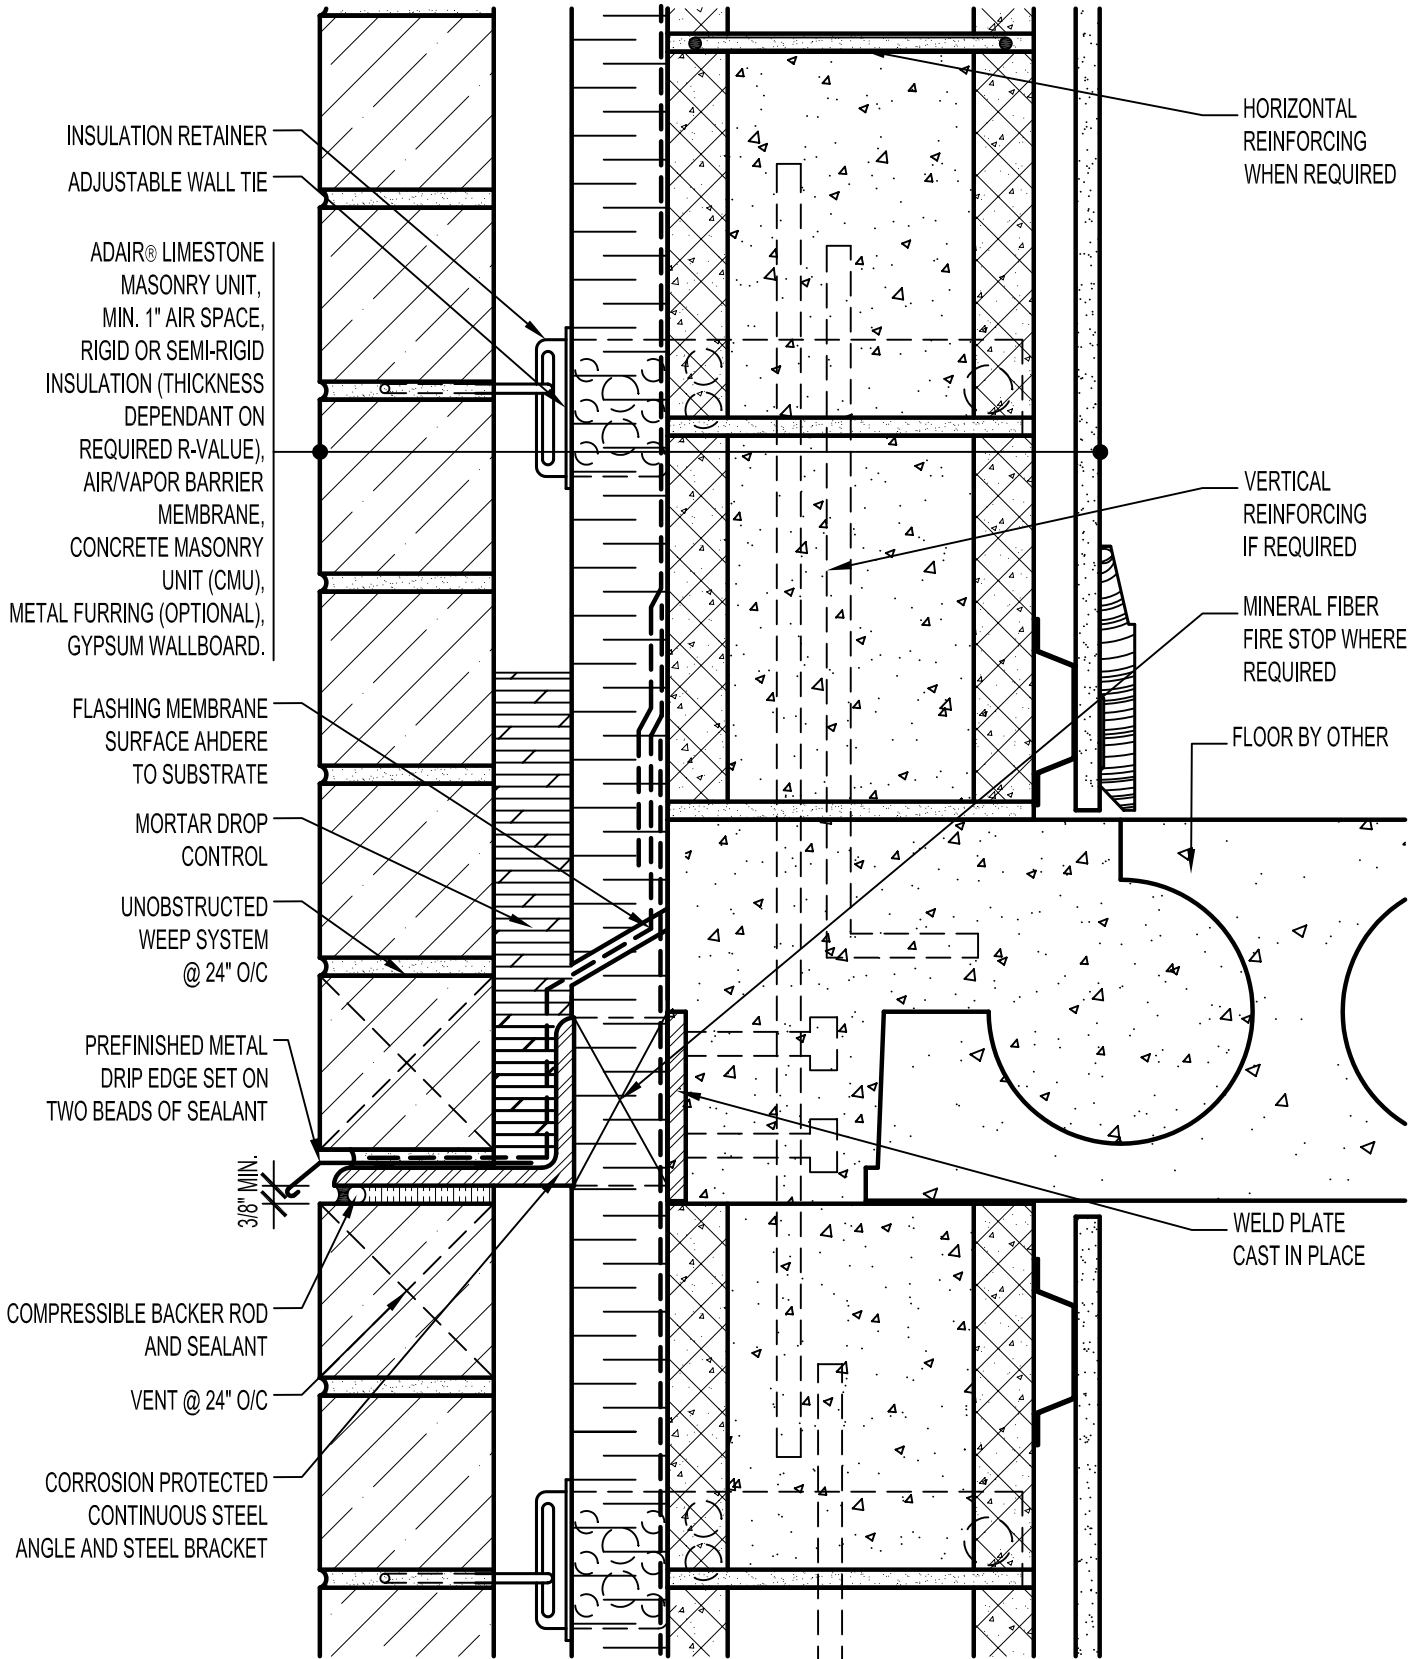 INSULATION RETAINER
ADJUSTABLE WALL TIE
ADAIR® LIMESTONE
MASONRY UNIT,
MIN. 1" AIR SPACE,
RIGID OR SEMI-RIGID
INSULATION (THICKNESS
DEPENDANT ON
REQUIRED R-VALUE),
AIR/VAPOR BARRIER
MEMBRANE,
CONCRETE MASONRY
UNIT (CMU),
METAL FURRING (OPTIONAL),
GYPSUM WALLBOARD.
FLASHING MEMBRANE
SURFACE AHDERE
TO SUBSTRATE
MORTAR DROP
CONTROL
UNOBSTRUCTED
WEEP SYSTEM
@ 24" O/C
PREFINISHED METAL
DRIP EDGE SET ON
TWO BEADS OF SEALANT
3/8" MIN.
COMPRESSIBLE BACKER ROD
AND SEALANT
VENT @ 24" O/C
CORROSION PROTECTED
CONTINUOUS STEEL
ANGLE AND STEEL BRACKET
HORIZONTAL
REINFORCING
WHEN REQUIRED
VERTICAL
REINFORCING
IF REQUIRED
MINERAL FIBER
FIRE STOP WHERE
REQUIRED
FLOOR BY OTHER
WELD PLATE
CAST IN PLACE